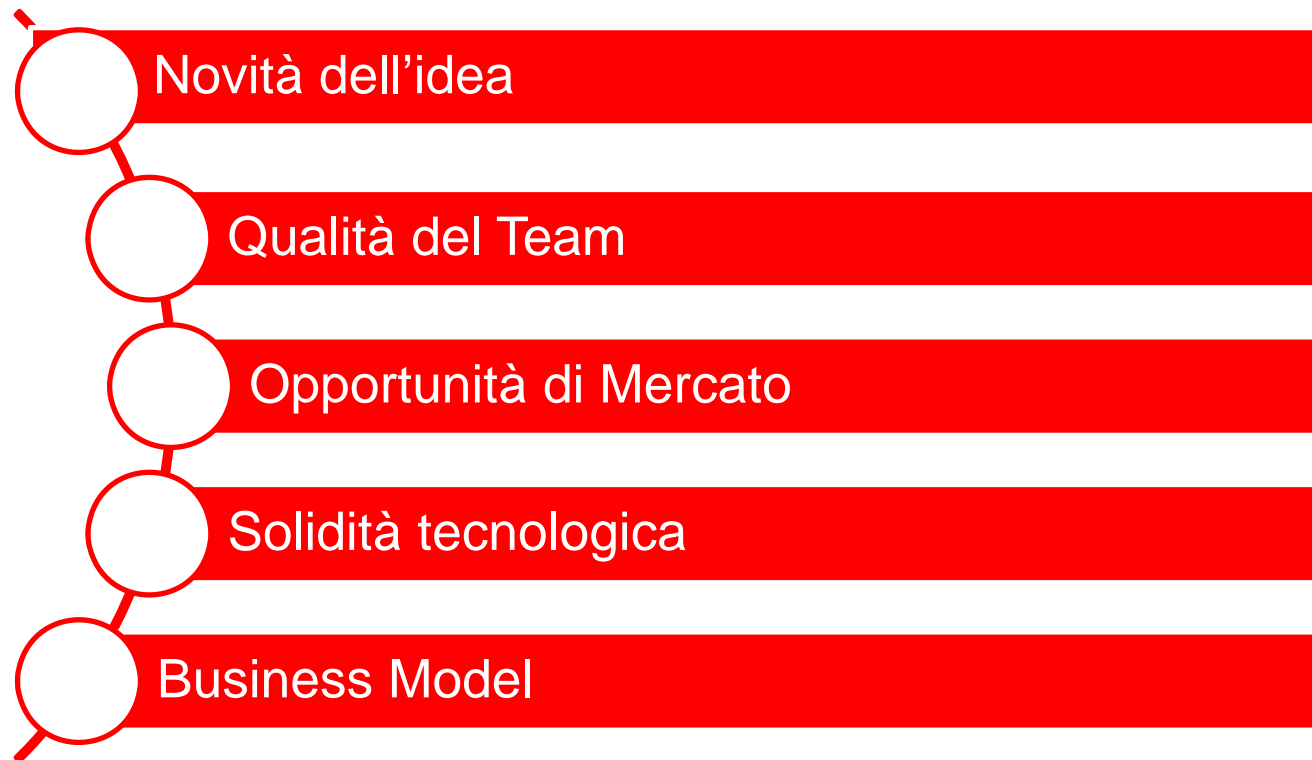 Novità dell’idea
Qualità del Team
Opportunità di Mercato
Solidità tecnologica
Business Model